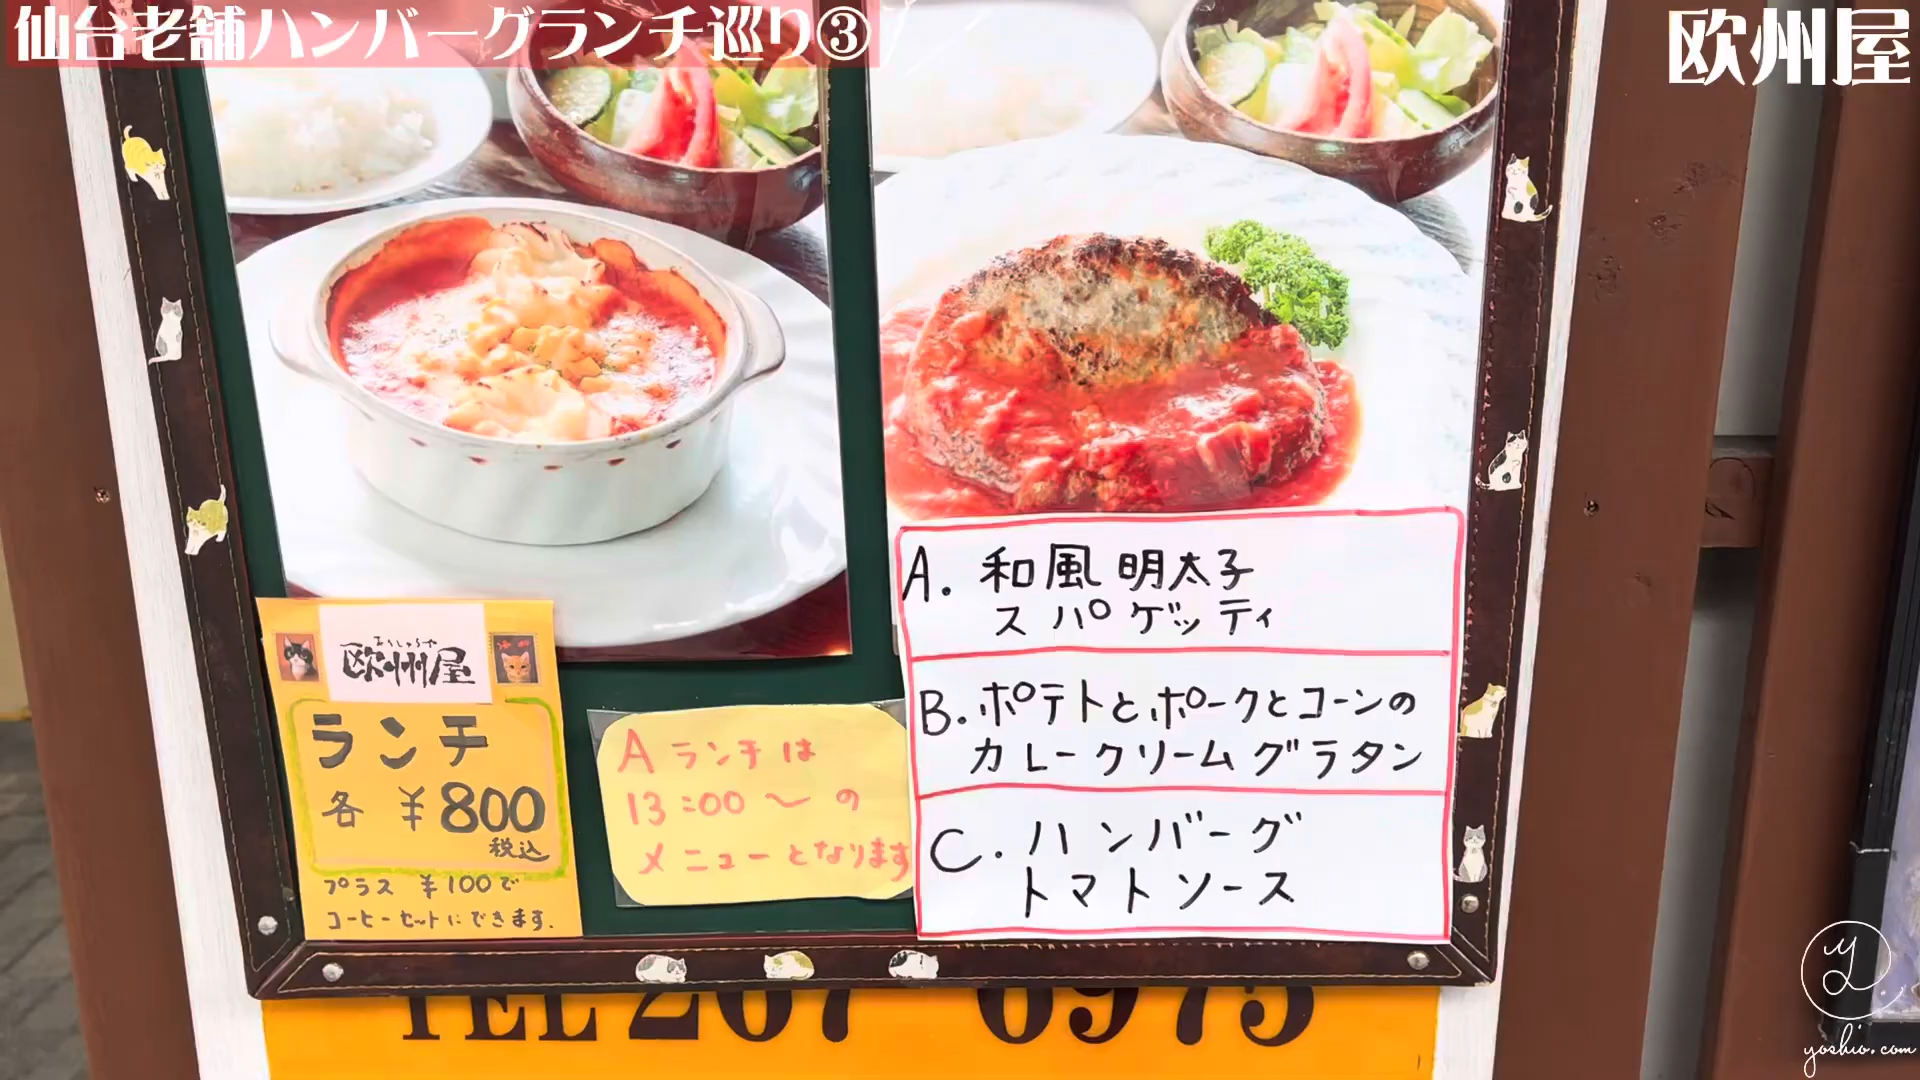 仙台老舗ハンバーグランチ巡り③
欧州屋
A. 和風 明太子
スパゲッティ
B. ポテトとポークとコーンの
カレークリームグラタン
C. ハンバーグ
トマトソース
おうしゅうや
欧州屋
ランチ
各 ¥800
税込
プラス ¥100で
コーヒーセットにできます.
Aランチは
13:00〜の
メニューとなります
TEL 267 6975
yoshio.com